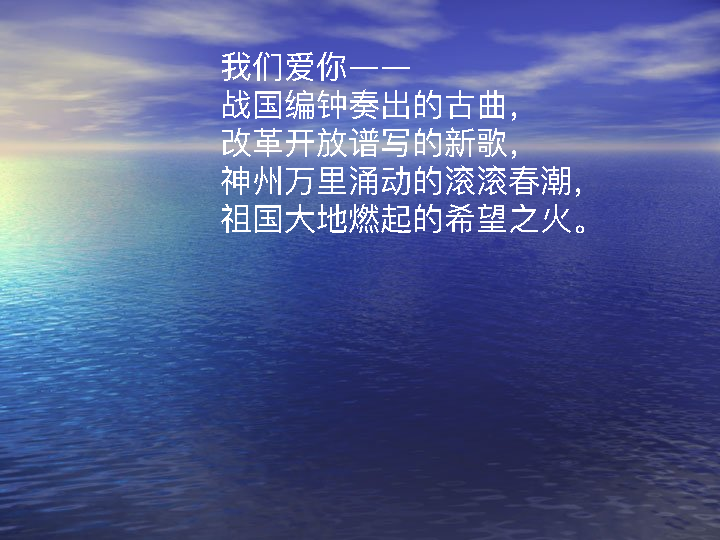 我们爱你——
战国编钟奏出的古曲，
改革开放谱写的新歌，
神州万里涌动的滚滚春潮，
祖国大地燃起的希望之火。